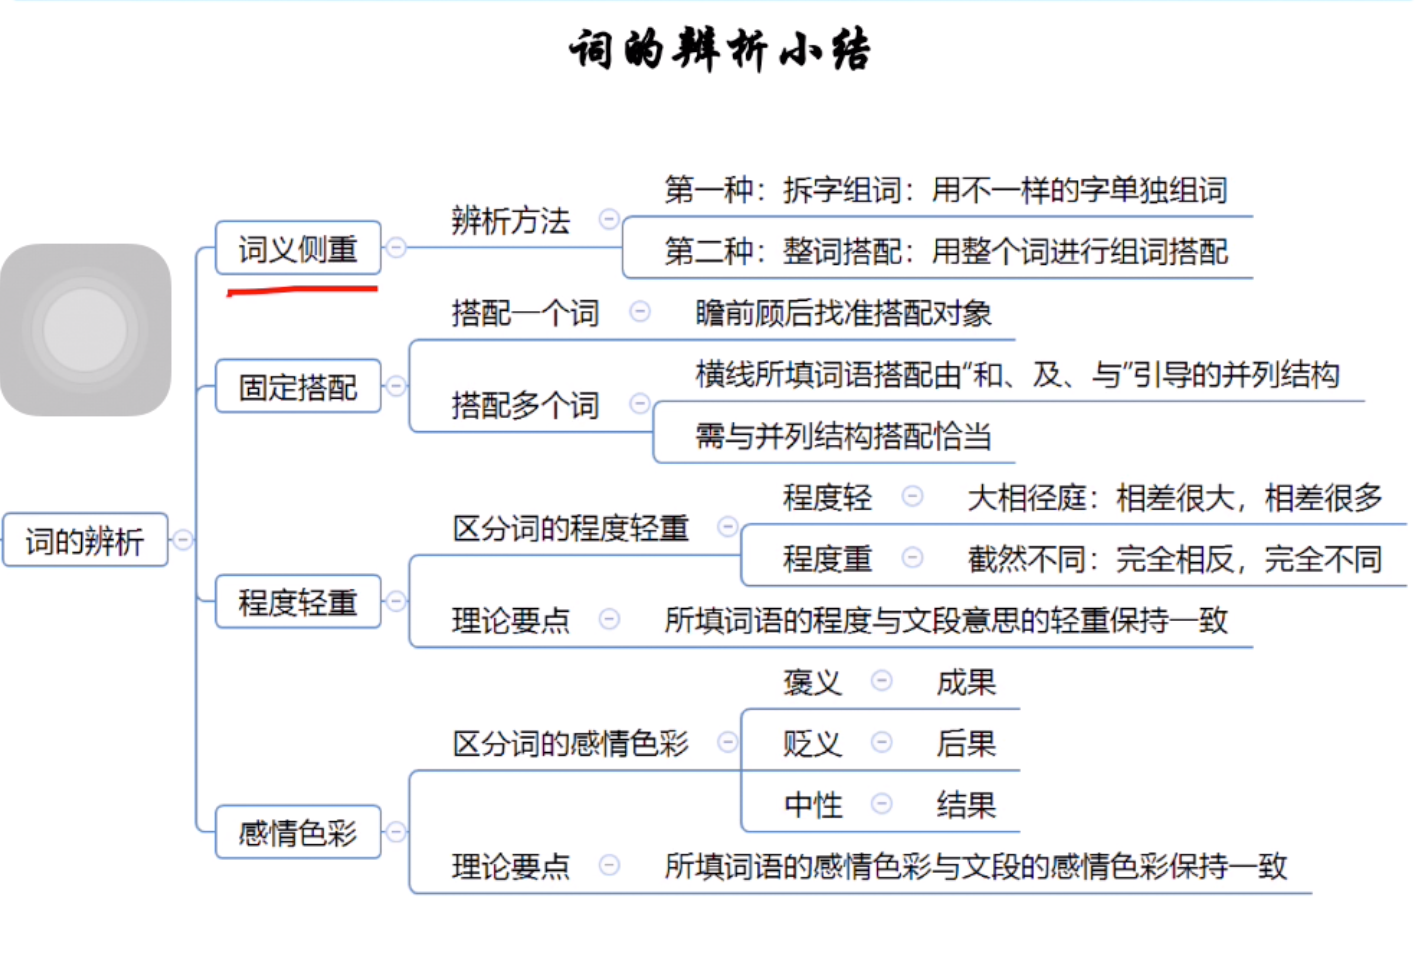 词的辨析小结
第一种：拆字组词：用不一样的字单独组词
辨析方法
词义侧重
第二种：整词搭配：用整个词进行组词搭配
搭配一个词
瞻前顾后找准搭配对象
固定搭配
横线所填词语搭配由“和、及、与”引导的并列结构
搭配多个词
需与并列结构搭配恰当
程度轻
大相径庭：相差很大，相差很多
区分词的程度轻重
词的辨析
程度重
截然不同：完全相反，完全不同
程度轻重
理论要点
所填词语的程度与文段意思的轻重保持一致
褒义
成果
区分词的感情色彩
贬义
后果
中性
结果
感情色彩
理论要点
所填词语的感情色彩与文段的感情色彩保持一致